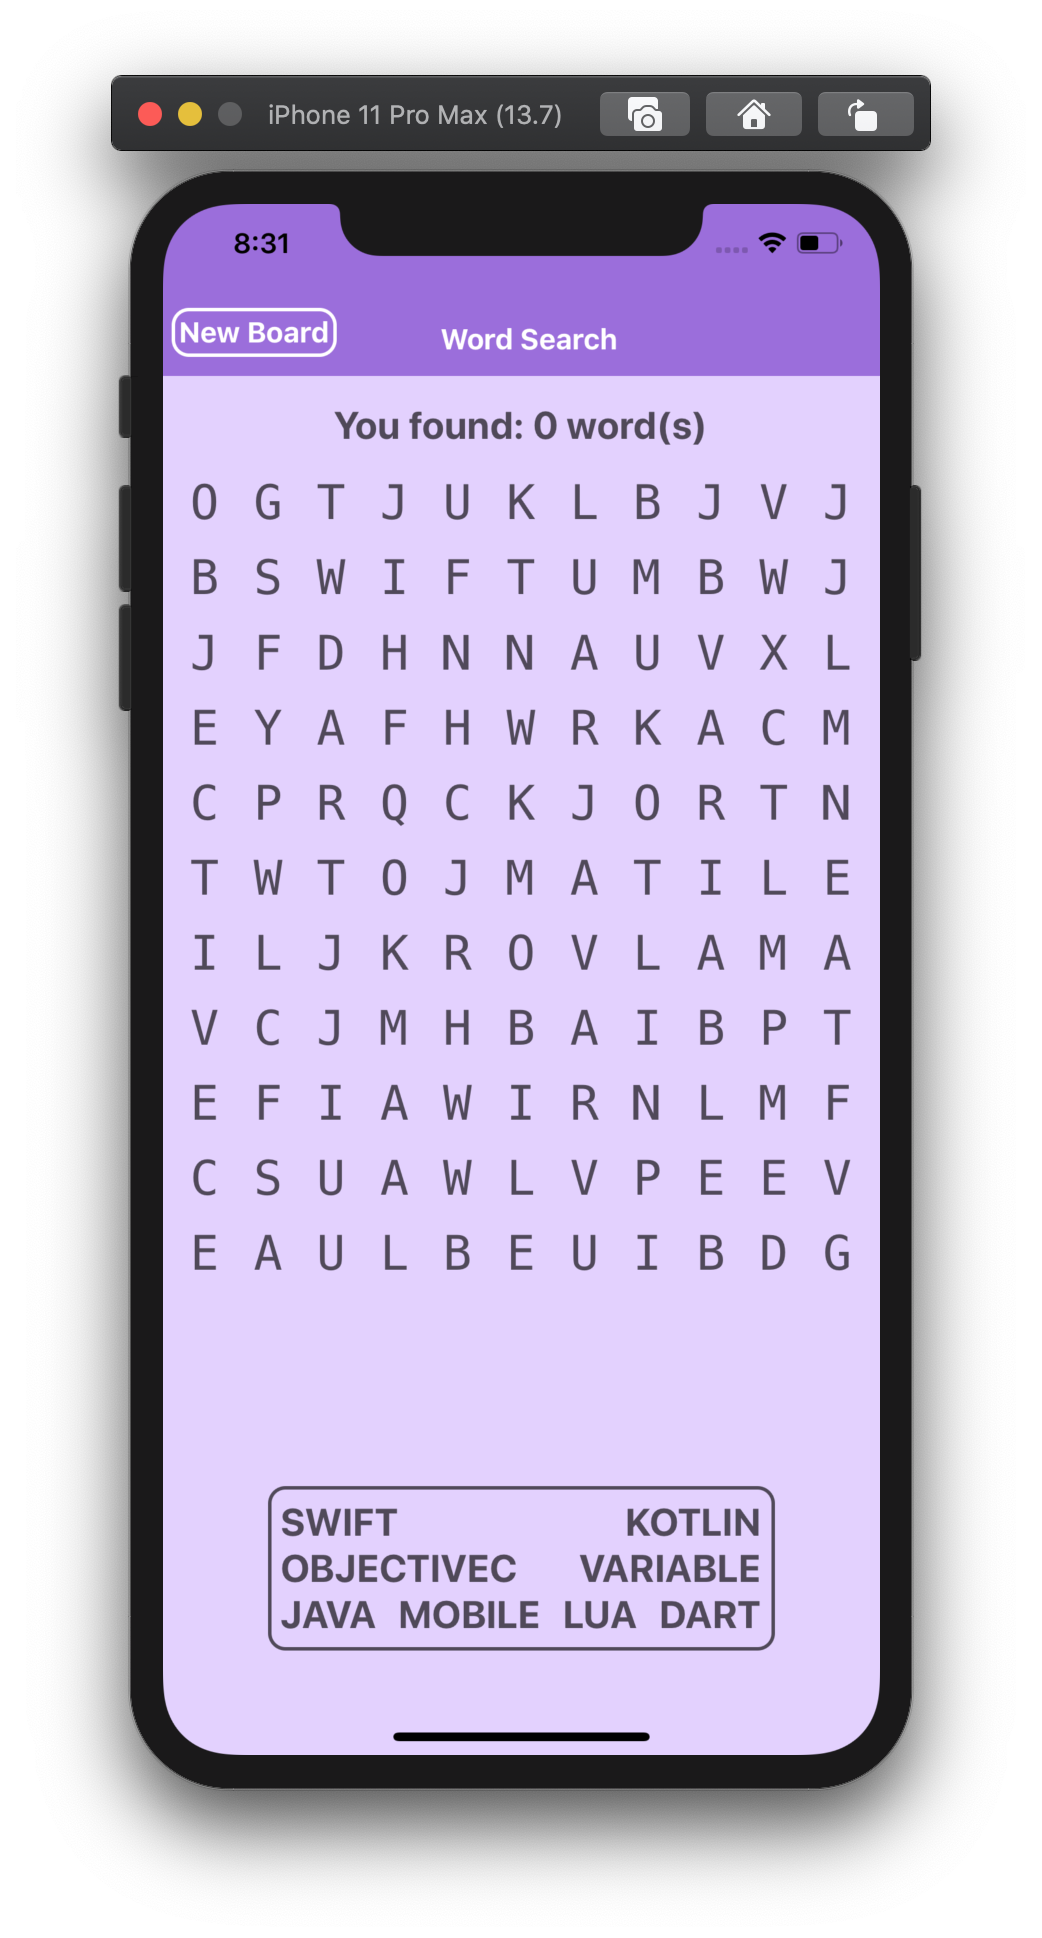 iPhone 11 Pro Max (13.7)
8:31
New Board Word Search
You found: 0 word(s)
O G T J U K L B J V J
B S W I F T U M B W J
J F D H N N A U V X L
E Y A F H W R K A C M
C P R Q C K J O R T N
T W T O J M A T I L E
I L J K R O V L A M A
V C J M H B A I B P T
E F I A W I R N L M F
C S U A W L V P E E V
E A U L B E U I B D G
SWIFT KOTLIN
OBJECTIVEC VARIABLE
JAVA MOBILE LUA DART